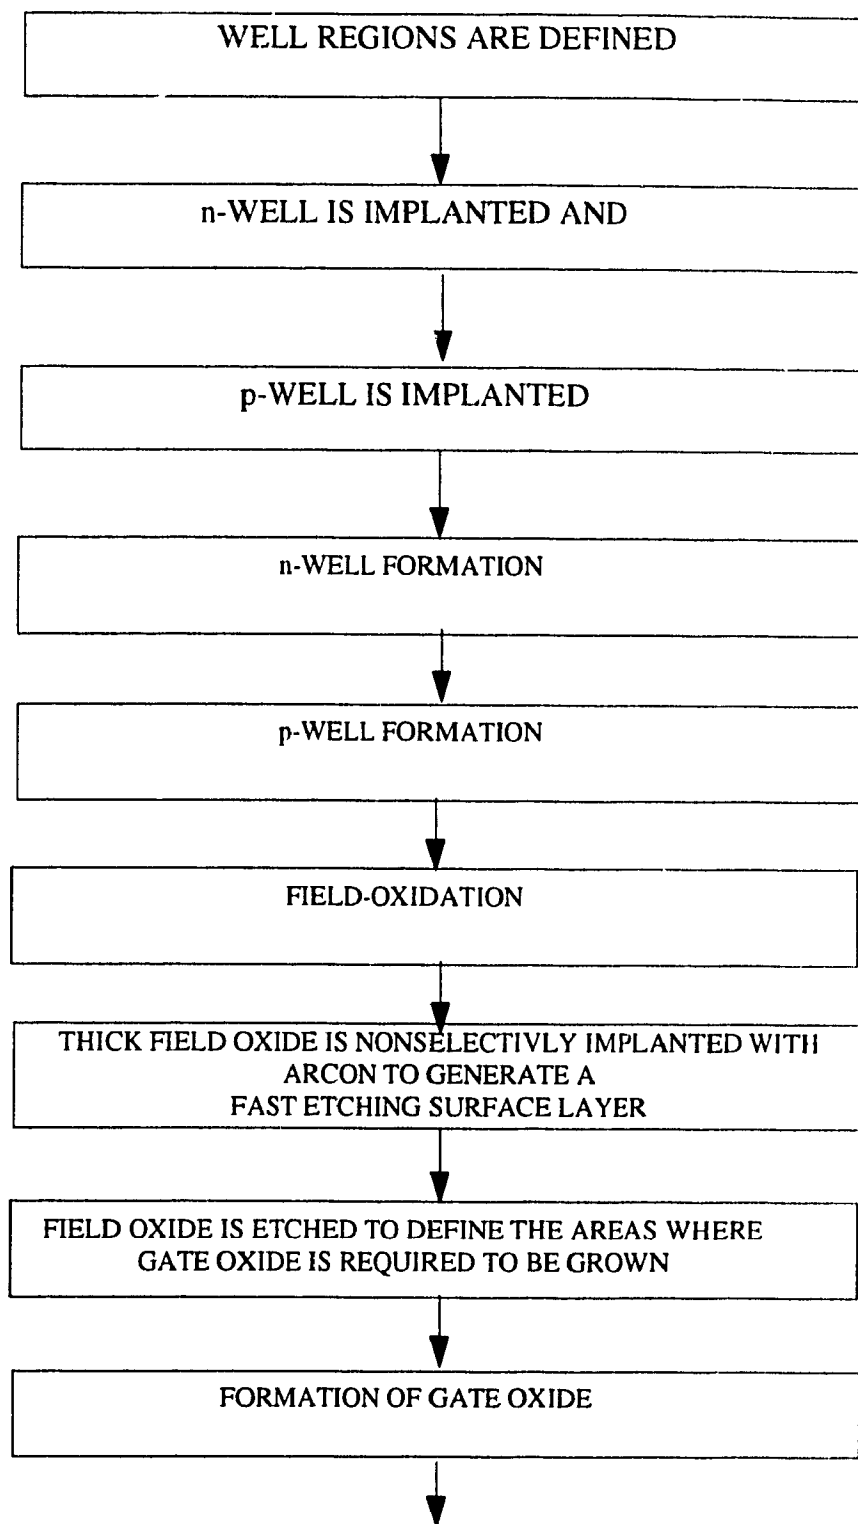 WELL REGIONS ARE DEFINED
n-WELL IS IMPLANTED AND
p-WELL IS IMPLANTED
n-WELL FORMATION
p-WELL FORMATION
FIELD-OXIDATION
THICK FIELD OXIDE IS NONSELECTIVLY IMPLANTED WITH
ARCON TO GENERATE A
FAST ETCHING SURFACE LAYER
FIELD OXIDE IS ETCHED TO DEFINE THE AREAS WHERE
GATE OXIDE IS REQUIRED TO BE GROWN
FORMATION OF GATE OXIDE